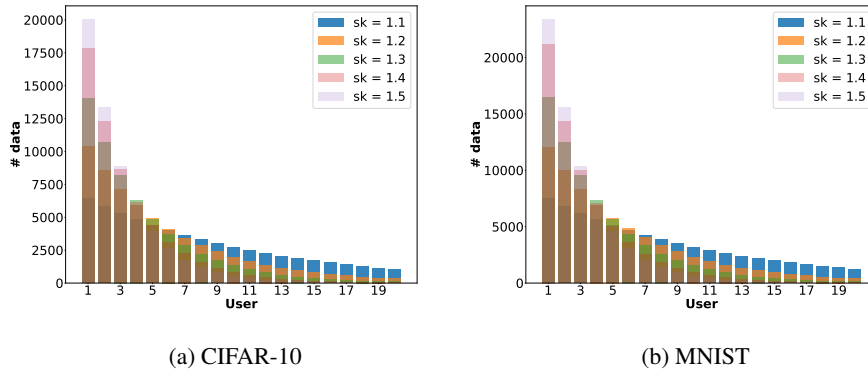 20000
17500
15000
12500
10000
7500
5000
2500
0
# data
1 3 5 7 9 11 13 15 17 19
User
sk = 1.1
sk = 1.2
sk = 1.3
sk = 1.4
sk = 1.5
(a) CIFAR-10
20000
15000
10000
5000
0
# data
1 3 5 7 9 11 13 15 17 19
User
sk = 1.1
sk = 1.2
sk = 1.3
sk = 1.4
sk = 1.5
(b) MNIST